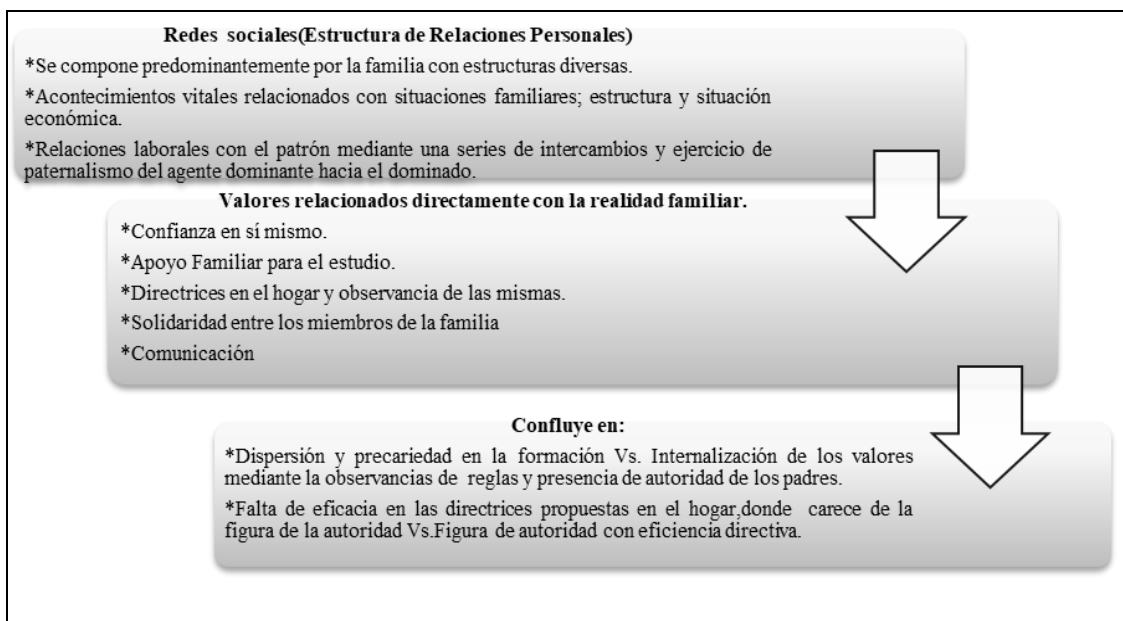 Redes sociales(Estructura de Relaciones Personales)
*Se compone predominantemente por la familia con estructuras diversas.
*Acontecimientos vitales relacionados con situaciones familiares; estructura y situación
económica.
*Relaciones laborales con el patrón mediante una series de intercambios y ejercicio de
paternalismo del agente dominante hacia el dominado.
Valores relacionados directamente con la realidad familiar.
*Confianza en sí mismo.
*Apoyo Familiar para el estudio.
*Directrices en el hogar y observancia de las mismas.
*Solidaridad entre los miembros de la familia
*Comunicación
Confluye en:
*Dispersión y precariedad en la formación Vs. Internalización de los valores
mediante la observancias de reglas y presencia de autoridad de los padres.
*Falta de eficacia en las directrices propuestas en el hogar,donde carece de la
figura de la autoridad Vs.Figura de autoridad con eficiencia directiva.